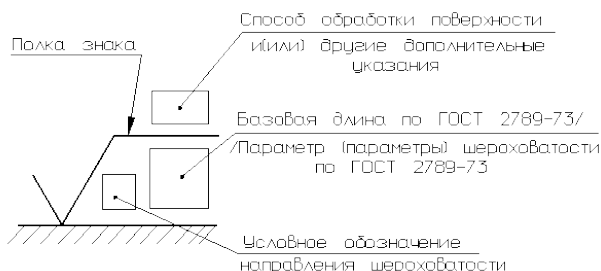 Способ обработки поверхности
и(или) другие дополнительные
указания
Полка знака
Базовая длина по ГОСТ 2789-73/
/Параметр (параметры) шероховатости
по ГОСТ 2789-73
Условное обозначение
направления шероховатости